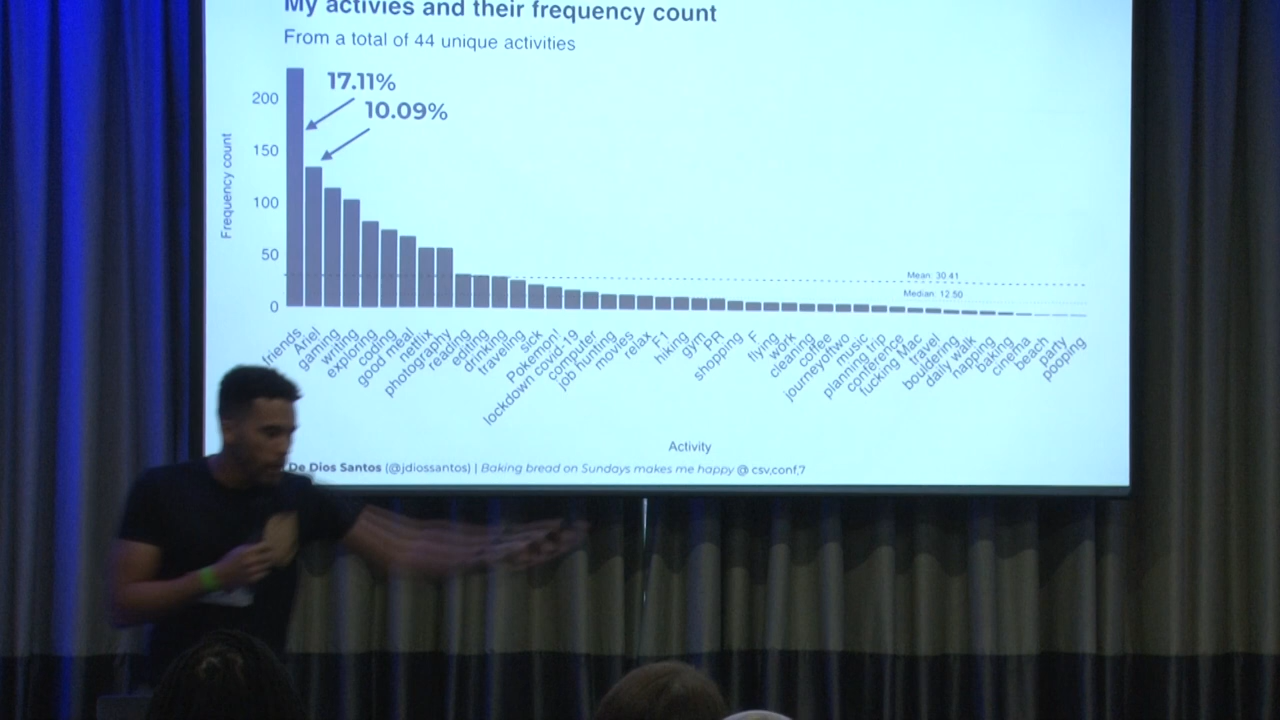 My activies and their frequency count
From a total of 44 unique activities
17.11%
10.09%
Frequency count
200
150
100
50
0
Mean 30.41
Median 12.50
friends
Ariel
gaming
writing
exploring
coding
good meal
netflix
photography
reading
editing
drinking
traveling
sick
Pokemon!
lockdown covid-19
computer
job hunting
movies
relax
F1
hiking
gym
PR
shopping
F
flying
work
cleaning
coffee
journeyoftwo
music
planning trip
conference
fucking Mac
travel
bouldering
daily walk
napping
baking
cinema
beach
party
pooping
Activity
De Dios Santos (@jdiossantos) | Baking bread on Sundays makes me happy @ csv,conf,7